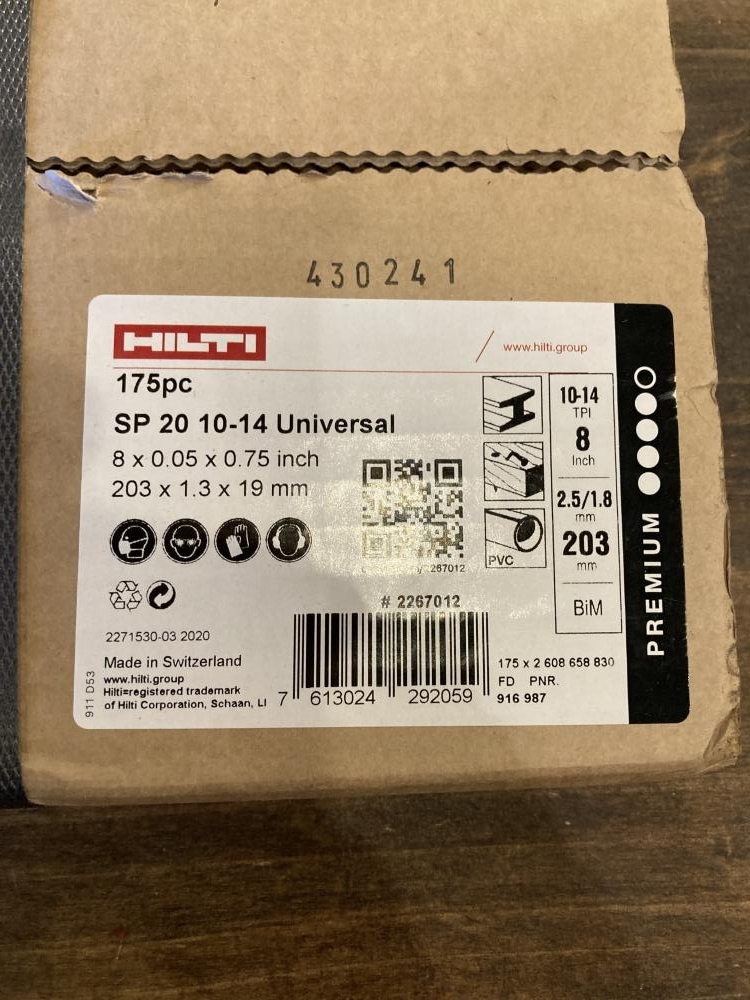 430241
HILTI
www.hilti.group
175pc
SP 20 10-14 Universal
8 x 0.05 x 0.75 inch
203 x 1.3 x 19 mm
10-14
TPI
8
Inch
2.5/1.8
mm
203
mm
BiM
PVC
PREMIUM
267012
# 2267012
2271530-03 2020
Made in Switzerland
www.hilti.group
Hilti=registered trademark
of Hilti Corporation, Schaan, LI
911 D53
7 613024 292059
175 x 2 608 658 830
FD PNR.
916 987